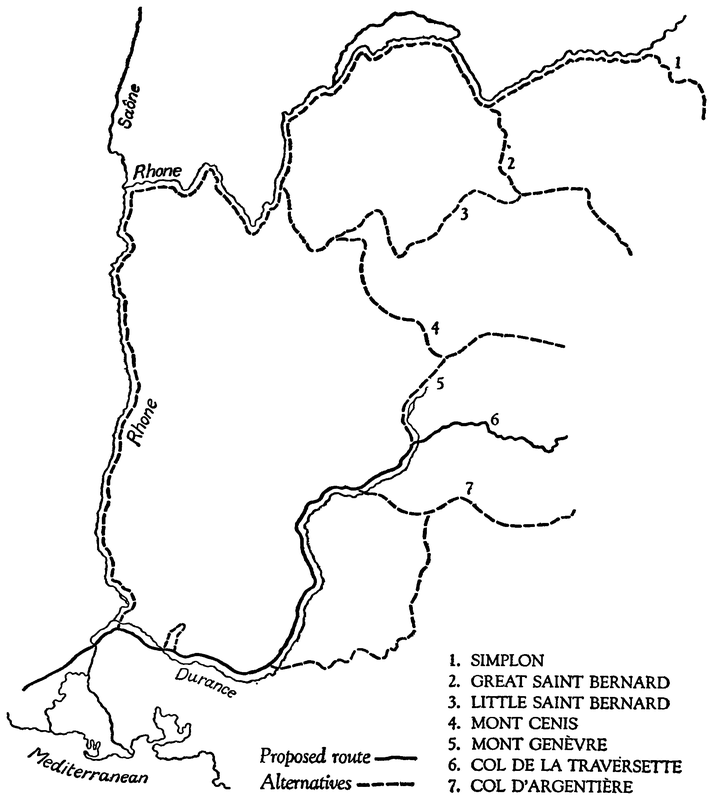 Saône
1
Rhone
2
3
4
5
Rhone
6
7
Durance
Mediterranean
1. SIMPLON
2. GREAT SAINT BERNARD
3. LITTLE SAINT BERNARD
4. MONT CENIS
5. MONT GENÈVRE
6. COL DE LA TRAVERSETTE
7. COL D'ARGENTIÈRE
Proposed route
Alternatives